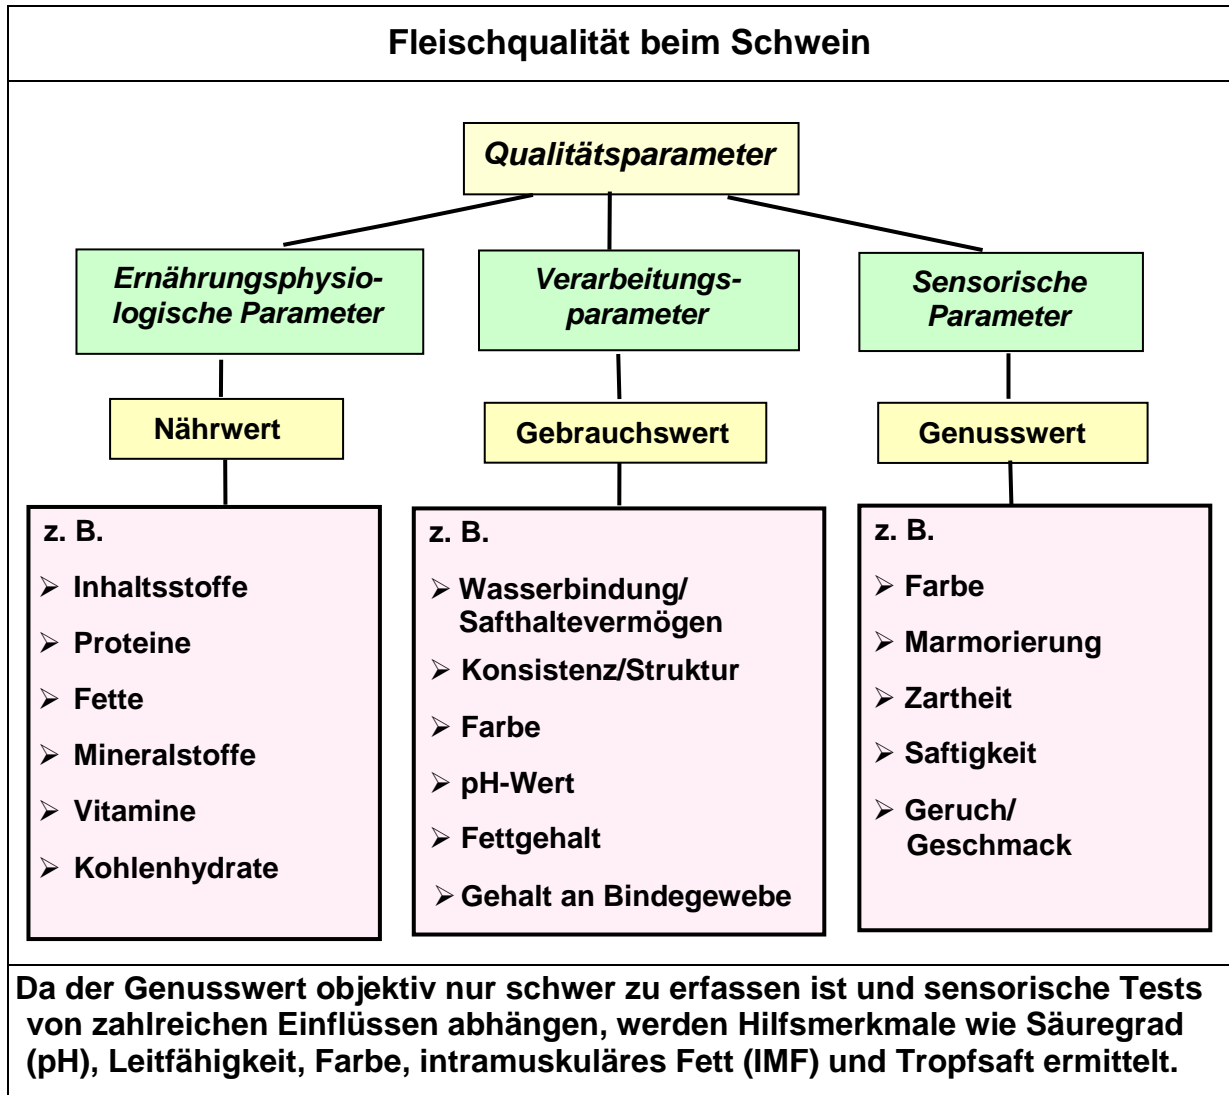 Fleischqualität beim Schwein
Qualitätsparameter
Ernährungsphysio-
logische Parameter
Verarbeitungs-
parameter
Sensorische
Parameter
Nährwert
Gebrauchswert
Genusswert
z. B.
➢ Inhaltsstoffe
➢ Proteine
➢ Fette
➢ Mineralstoffe
➢ Vitamine
➢ Kohlenhydrate
z. B.
➢ Wasserbindung/
Safthaltevermögen
➢ Konsistenz/Struktur
➢ Farbe
➢ pH-Wert
➢ Fettgehalt
➢ Gehalt an Bindegewebe
z. B.
➢ Farbe
➢ Marmorierung
➢ Zartheit
➢ Saftigkeit
➢ Geruch/
Geschmack
Da der Genusswert objektiv nur schwer zu erfassen ist und sensorische Tests
von zahlreichen Einflüssen abhängen, werden Hilfsmerkmale wie Säuregrad
(pH), Leitfähigkeit, Farbe, intramuskuläres Fett (IMF) und Tropfsaft ermittelt.